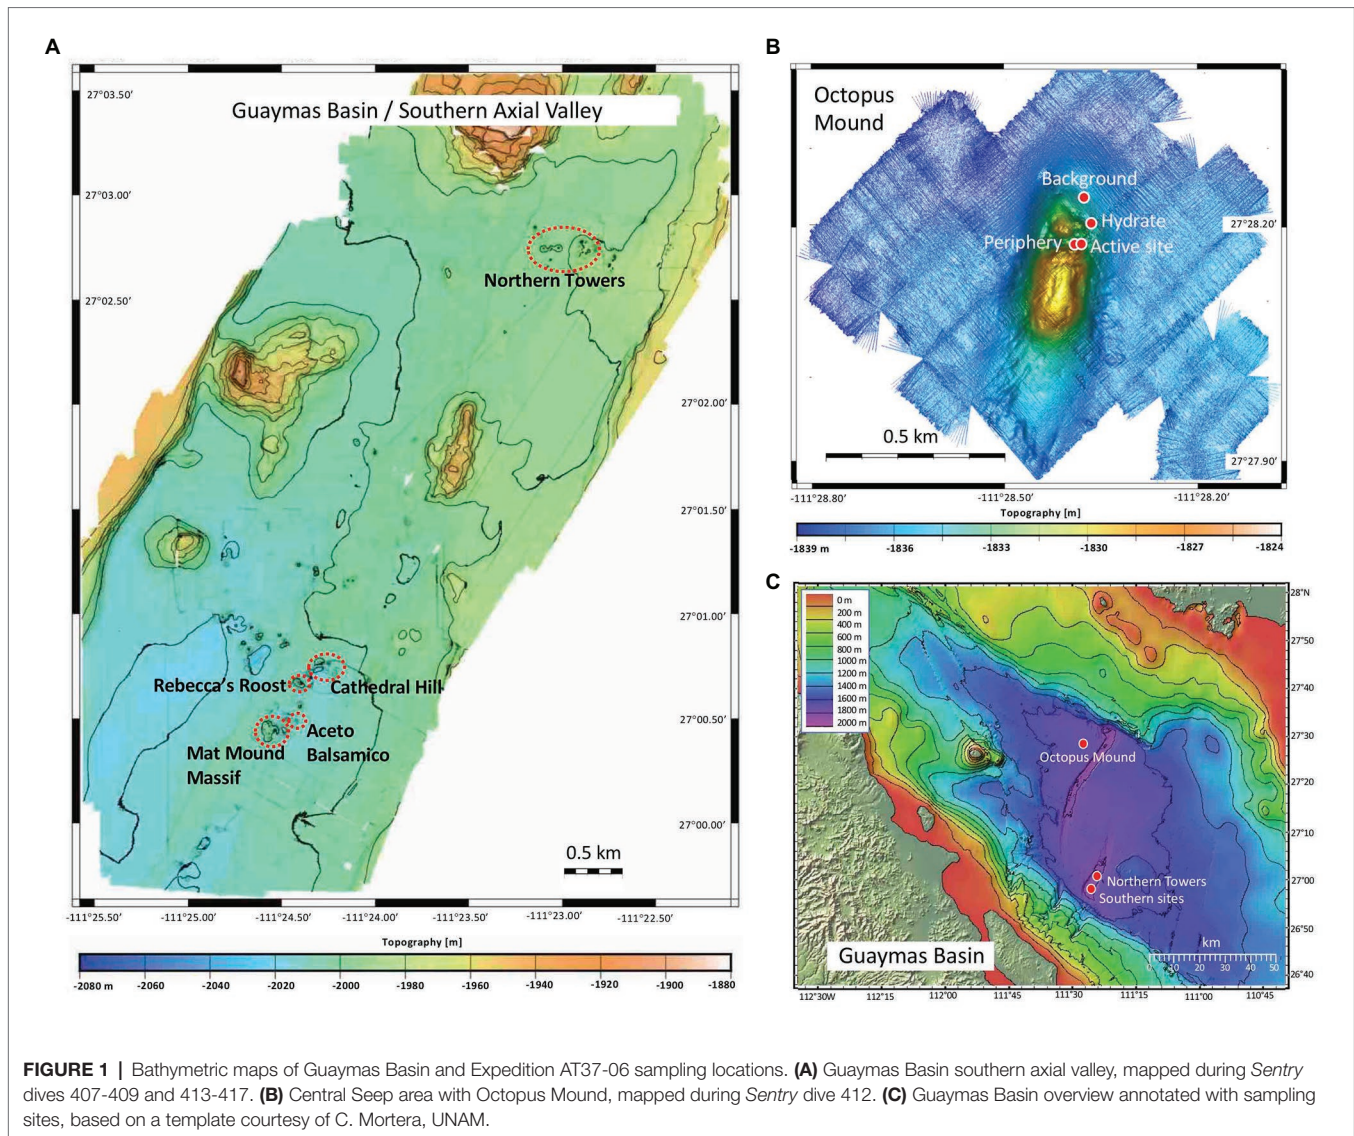 A
Guaymas Basin / Southern Axial Valley
27°03.50'
27°03.00'
27°02.50'
27°02.00'
27°01.50'
27°01.00'
27°00.50'
27°00.00'
Northern Towers
Rebecca's Roost
Cathedral Hill
Aceto
Balsamico
Mat Mound
Massif
0.5 km
-111°25.50'
-111°25.00'
-111°24.40'
-111°24.00'
-111°23.50'
-111°23.00'
-111°22.50'
Topography [m]
-2080 m
-2060
-2040
-2020
-2000
-1980
-1960
-1940
-1920
-1900
-1880
B
Octopus
Mound
Background
Hydrate
Periphery
Active site
27°28.20'
27°27.90'
0.5 km
-111°28.80'
-111°28.50'
-111°28.20'
Topography [m]
-1839 m
-1836
-1833
-1830
-1827
-1824
C
0 m
200 m
400 m
600 m
800 m
1000 m
1200 m
1400 m
1600 m
1800 m
2000 m
28°N
27°50
27°40
27°30
27°20
27°10
27°00
26°50
26°40
Octopus Mound
Northern Towers
Southern sites
Guaymas Basin
km
0 10 20 30 40 50
112°30W
112°15
112°00
111°45
111°30
111°15
111°00
110°45
FIGURE 1 | Bathymetric maps of Guaymas Basin and Expedition AT37-06 sampling locations. (A) Guaymas Basin southern axial valley, mapped during Sentry
dives 407-409 and 413-417. (B) Central Seep area with Octopus Mound, mapped during Sentry dive 412. (C) Guaymas Basin overview annotated with sampling
sites, based on a template courtesy of C. Mortera, UNAM.